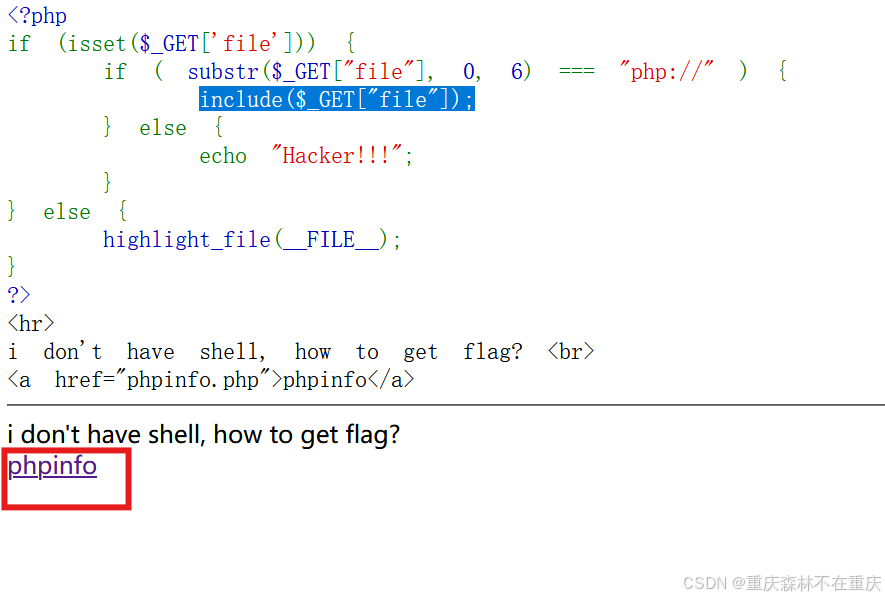 <?php
if (isset($_GET['file'])) {
if ( substr($_GET["file"], 0, 6) === "php://" ) {
include($_GET["file"]);
} else {
echo "Hacker!!!";
}
} else {
highlight_file(__FILE__);
}
?>
<hr>
i don't have shell, how to get flag? <br>
<a href="phpinfo.php">phpinfo</a>
i don't have shell, how to get flag?
phpinfo
CSDN @重庆森林不在重庆